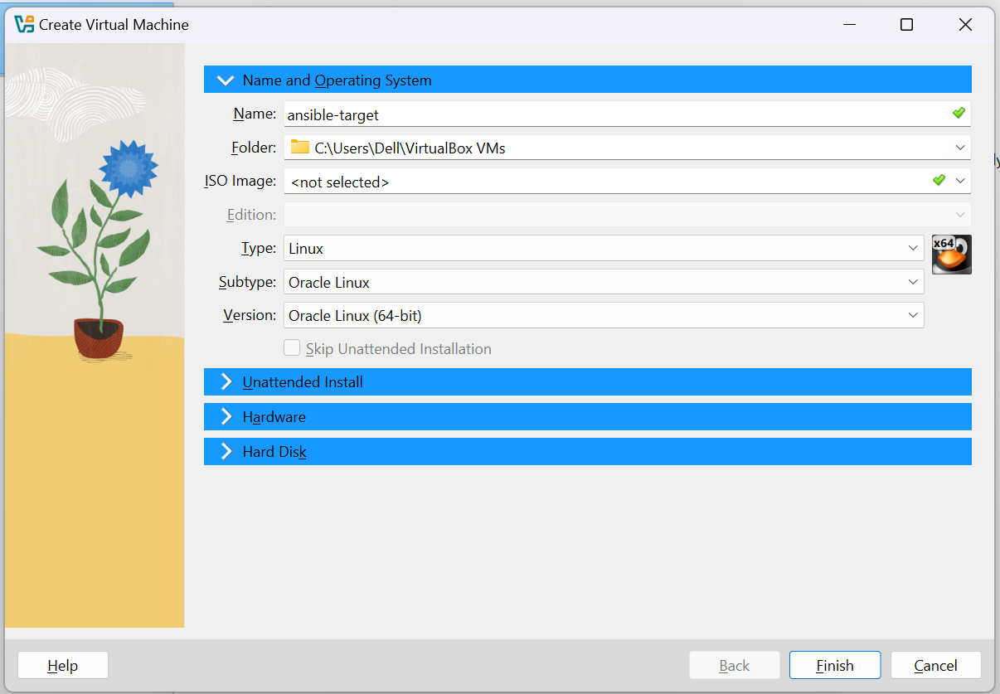 Create Virtual Machine
Name and Operating System
Name: ansible-target
Folder: C:\Users\Dell\VirtualBox VMs
ISO Image: <not selected>
Edition:
Type: Linux
x64
Subtype: Oracle Linux
Version: Oracle Linux (64-bit)
Skip Unattended Installation
Unattended Install
Hardware
Hard Disk
Help Back Finish Cancel